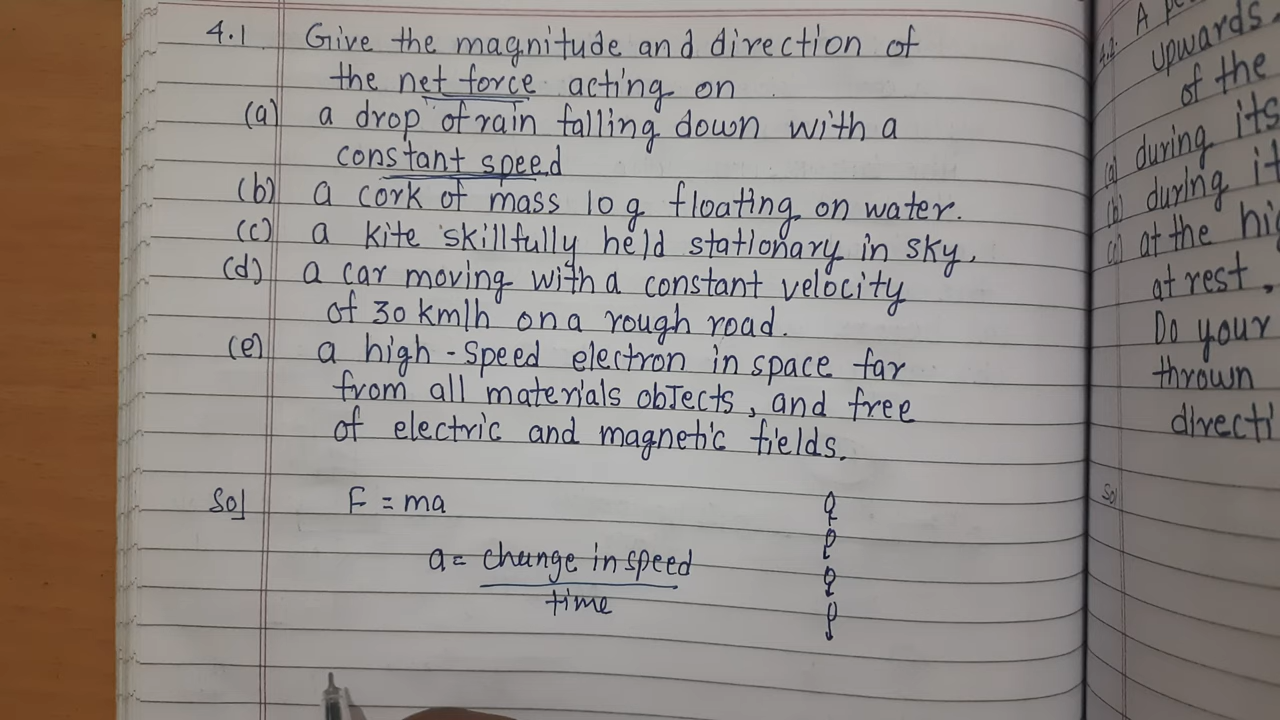 4.1 Give the magnitude and direction of
the net force acting on
(a) a drop of rain falling down with a
constant speed
(b) a cork of mass 10 g floating on water.
(c) a kite skillfully held stationary in sky.
(d) a car moving with a constant velocity
of 30 km/h on a rough road.
(e) a high-speed electron in space far
from all materials objects, and free
of electric and magnetic fields.
Sol F = ma
a = change in speed
time
4.2. A
upwards.
of the
(a) during its
(b) during
(c) at the
at rest,
Do your
thrown
Sol